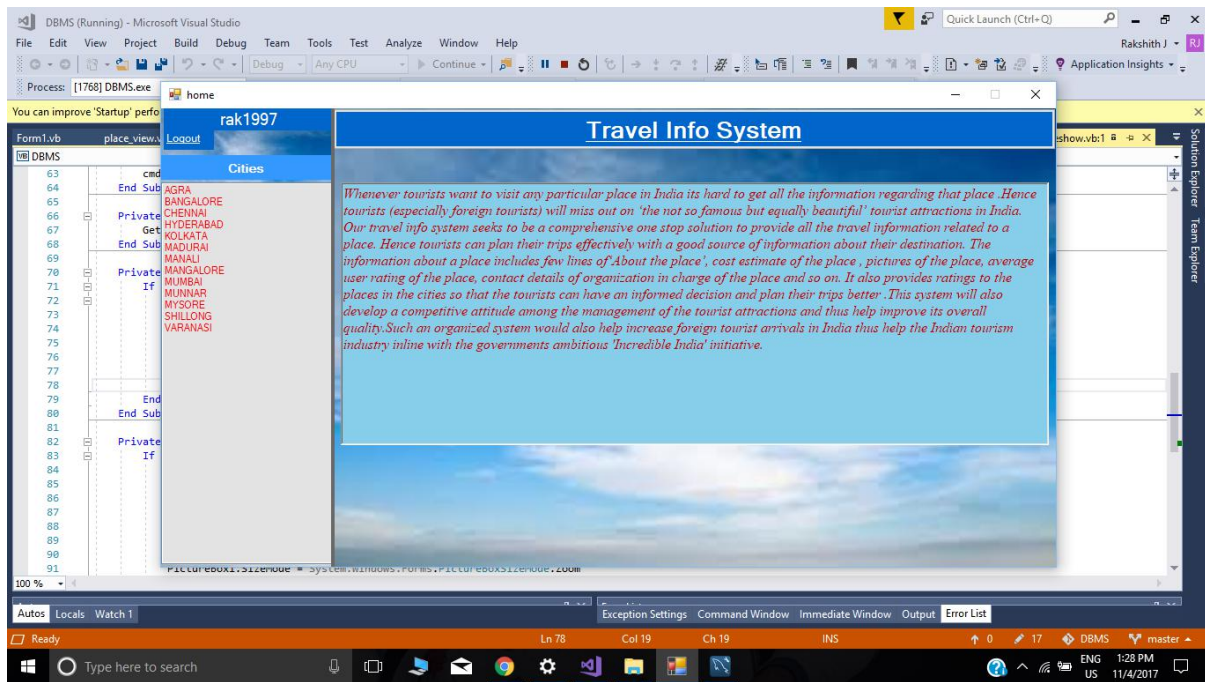 DBMS (Running) - Microsoft Visual Studio
Quick Launch (Ctrl+Q)
File Edit View Project Build Debug Team Tools Test Analyze Window Help
Rakshith J RJ
Debug Any CPU Continue Application Insights
Process: [1768] DBMS.exe
home
You can improve 'Startup' perfo
rak1997
Logout
Travel Info System
Form1.vb place_view.v
eshow.vb:1
DBMS
Cities
Solution Explorer
Team Explorer
AGRA
BANGALORE
CHENNAI
HYDERABAD
KOLKATA
MADURAI
MANALI
MANGALORE
MUMBAI
MUNNAR
MYSORE
SHILLONG
VARANASI
Whenever tourists want to visit any particular place in India its hard to get all the information regarding that place .Hence
tourists (especially foreign tourists) will miss out on ‘the not so famous but equally beautiful’ tourist attractions in India.
Our travel info system seeks to be a comprehensive one stop solution to provide all the travel information related to a
place. Hence tourists can plan their trips effectively with a good source of information about their destination. The
information about a place includes few lines of‘About the place’, cost estimate of the place , pictures of the place, average
user rating of the place, contact details of organization in charge of the place and so on. It also provides ratings to the
places in the cities so that the tourists can have an informed decision and plan their trips better .This system will also
develop a competitive attitude among the management of the tourist attractions and thus help improve its overall
quality.Such an organized system would also help increase foreign tourist arrivals in India thus help the Indian tourism
industry inline with the governments ambitious 'Incredible India' initiative.
63 cmd
64 End Sub
65
66 Private
67 Get
68 End Sub
69
70 Private
71 If
72
73
74
75
76
77
78
79 End
80 End Sub
81
82 Private
83 If
84
85
86
87
88
89
90
91 PictureBox1.SizeMode = System.Windows.Forms.PictureBoxSizeMode.Zoom
100 %
Autos Locals Watch 1
Exception Settings Command Window Immediate Window Output Error List
Ready Ln 78 Col 19 Ch 19 INS 0 17 DBMS master
Type here to search
ENG 1:28 PM
US 11/4/2017